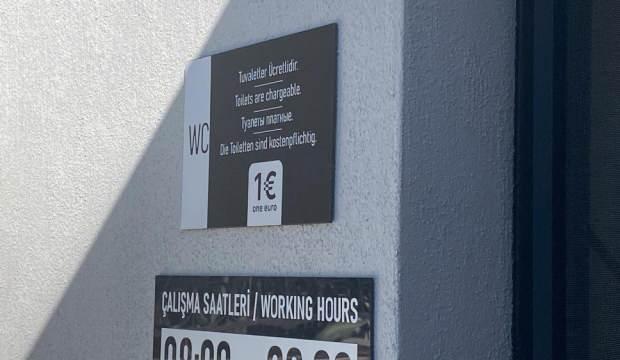 WC
Tuvaletler Ücretlidir.
Toilets are chargeable.
Туалеты платные.
Die Toiletten sind kostenpflichtig.
1€
one euro
ÇALIŞMA SAATLERİ / WORKING HOURS